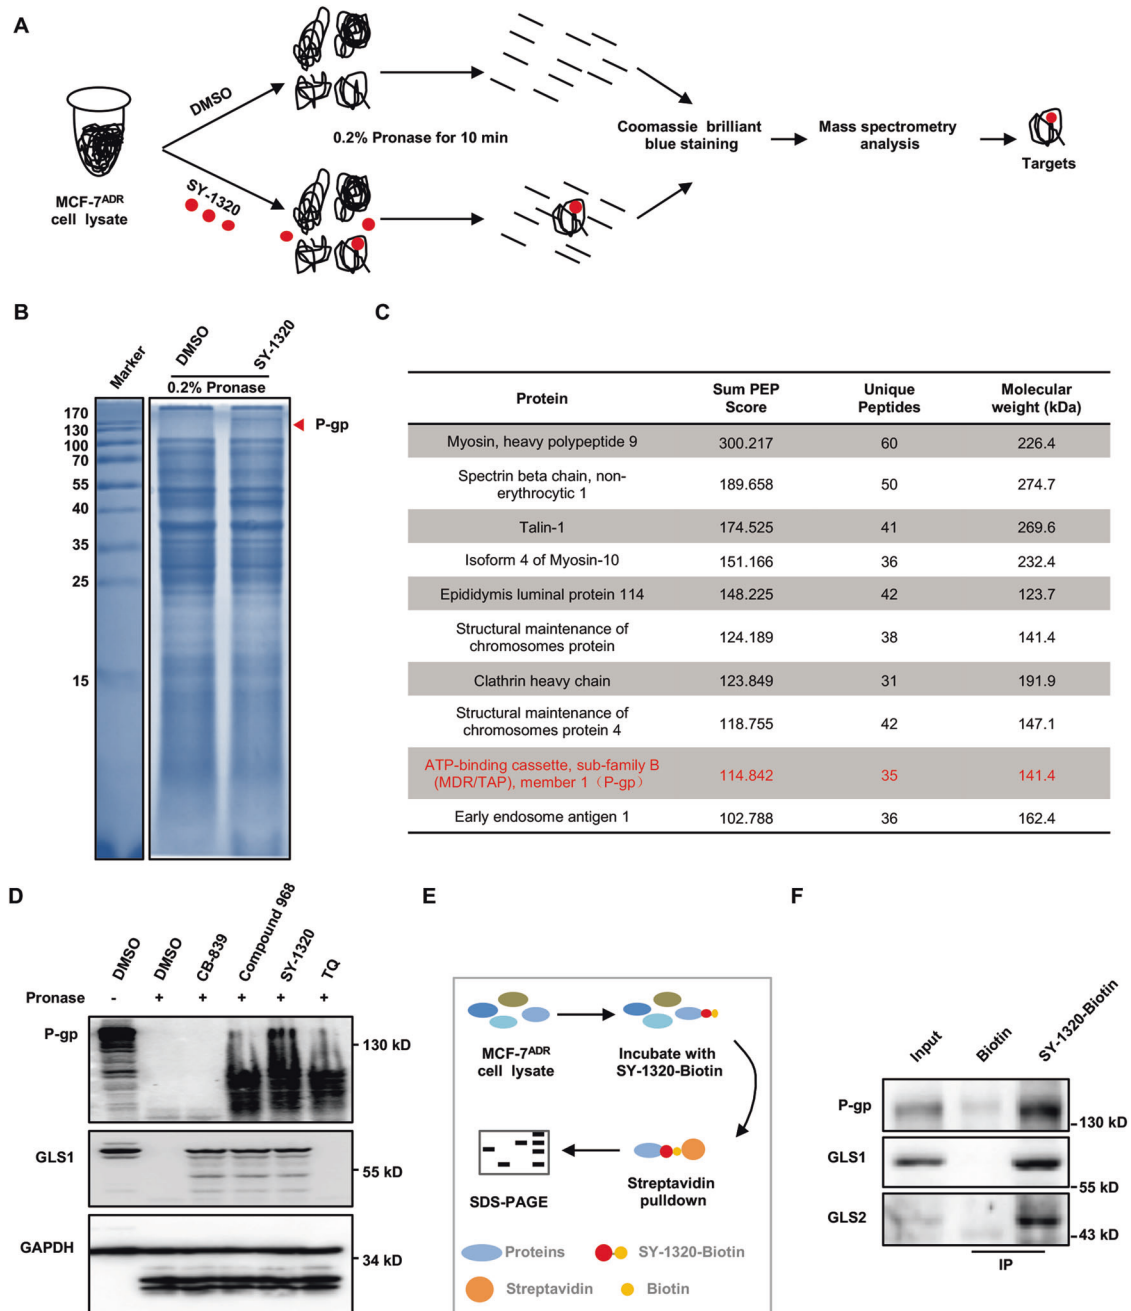 A
DMSO
SY-1320
MCF-7ADR
cell lysate
0.2% Pronase for 10 min
Coomassie brilliant
blue staining
Mass spectrometry
analysis
Targets
B
Marker
DMSO
SY-1320
0.2% Pronase
170
130
100
70
55
40
35
25
15
P-gp
C
Protein Sum PEP Score Unique Peptides Molecular weight (kDa)
Myosin, heavy polypeptide 9 300.217 60 226.4
Spectrin beta chain, non-
erythrocytic 1 189.658 50 274.7
Talin-1 174.525 41 269.6
Isoform 4 of Myosin-10 151.166 36 232.4
Epididymis luminal protein 114 148.225 42 123.7
Structural maintenance of
chromosomes protein 124.189 38 141.4
Clathrin heavy chain 123.849 31 191.9
Structural maintenance of
chromosomes protein 4 118.755 42 147.1
ATP-binding cassette, sub-family B
(MDR/TAP), member 1（P-gp） 114.842 35 141.4
Early endosome antigen 1 102.788 36 162.4
D
DMSO
DMSO
CB-839
Compound 968
SY-1320
TQ
Pronase - + + + + +
P-gp
130 kD
GLS1
55 kD
GAPDH
34 kD
E
MCF-7ADR
cell lysate
Incubate with
SY-1320-Biotin
SDS-PAGE
Streptavidin
pulldown
Proteins
SY-1320-Biotin
Streptavidin
Biotin
F
Input
Biotin
SY-1320-Biotin
P-gp
130 kD
GLS1
55 kD
GLS2
43 kD
IP